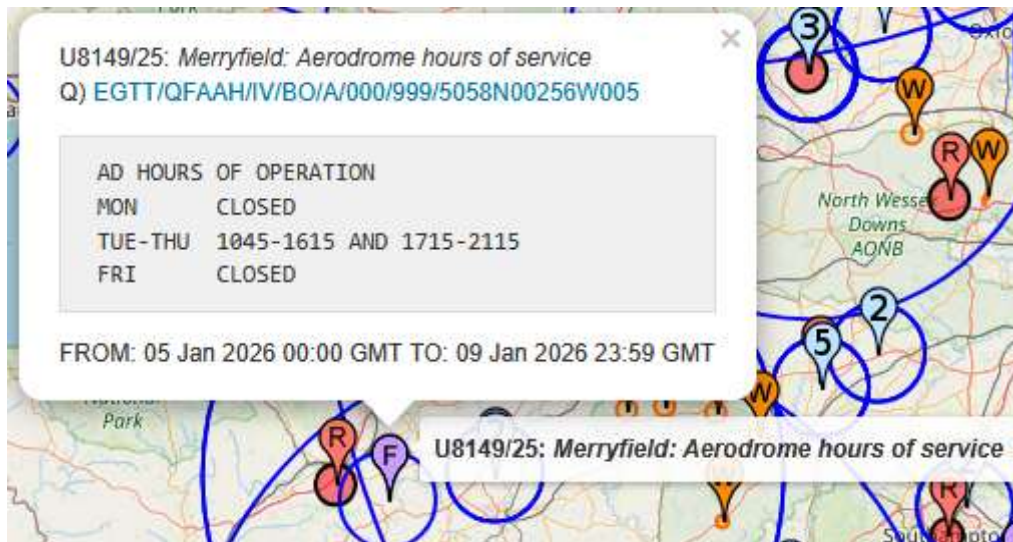 U8149/25: Merryfield: Aerodrome hours of service
×
Q) EGTT/QFAAH/IV/BO/A/000/999/5058N00256W005
AD HOURS OF OPERATION
MON CLOSED
TUE-THU 1045-1615 AND 1715-2115
FRI CLOSED
FROM: 05 Jan 2026 00:00 GMT TO: 09 Jan 2026 23:59 GMT
3
W
R W
North Wessex
Downs
AONB
2
5
W
National
Park
R
F
U8149/25: Merryfield: Aerodrome hours of service
W
R